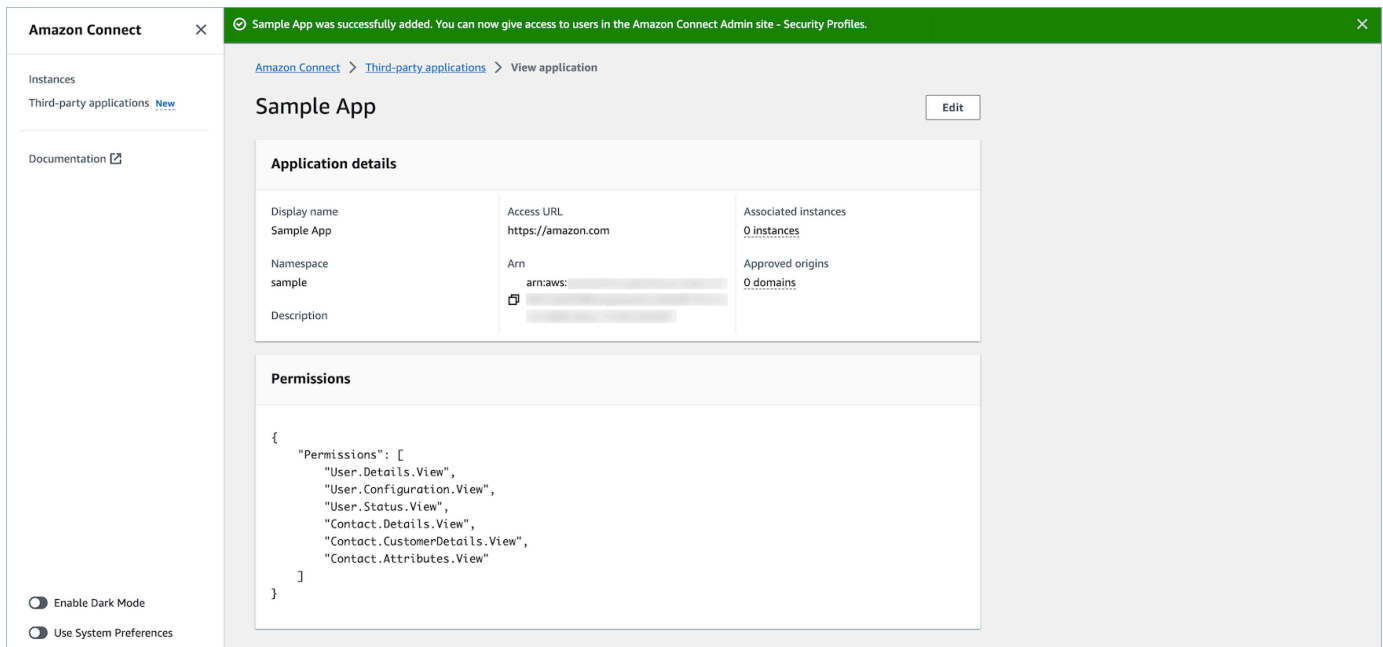 Amazon Connect
Instances
Third-party applications New
Documentation
Enable Dark Mode
Use System Preferences
Sample App was successfully added. You can now give access to users in the Amazon Connect Admin site - Security Profiles.
Amazon Connect > Third-party applications > View application
Sample App
Edit
Application details
Display name
Sample App
Namespace
sample
Description
Access URL
https://amazon.com
Arn
arn:aws:
Associated instances
0 instances
Approved origins
0 domains
Permissions
{
"Permissions": [
"User.Details.View",
"User.Configuration.View",
"User.Status.View",
"Contact.Details.View",
"Contact.CustomerDetails.View",
"Contact.Attributes.View"
]
}